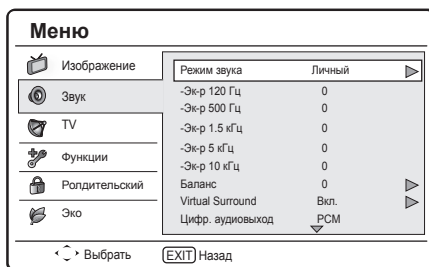 Меню
Изображение
Звук
TV
Функции
Ролдительский
Эко
Режим звука Личный
-Эк-р 120 Гц 0
-Эк-р 500 Гц 0
-Эк-р 1.5 кГц 0
-Эк-р 5 кГц 0
-Эк-р 10 кГц 0
Баланс 0
Virtual Surround Вкл.
Цифр. аудиовыход PCM
Выбрать EXIT Назад